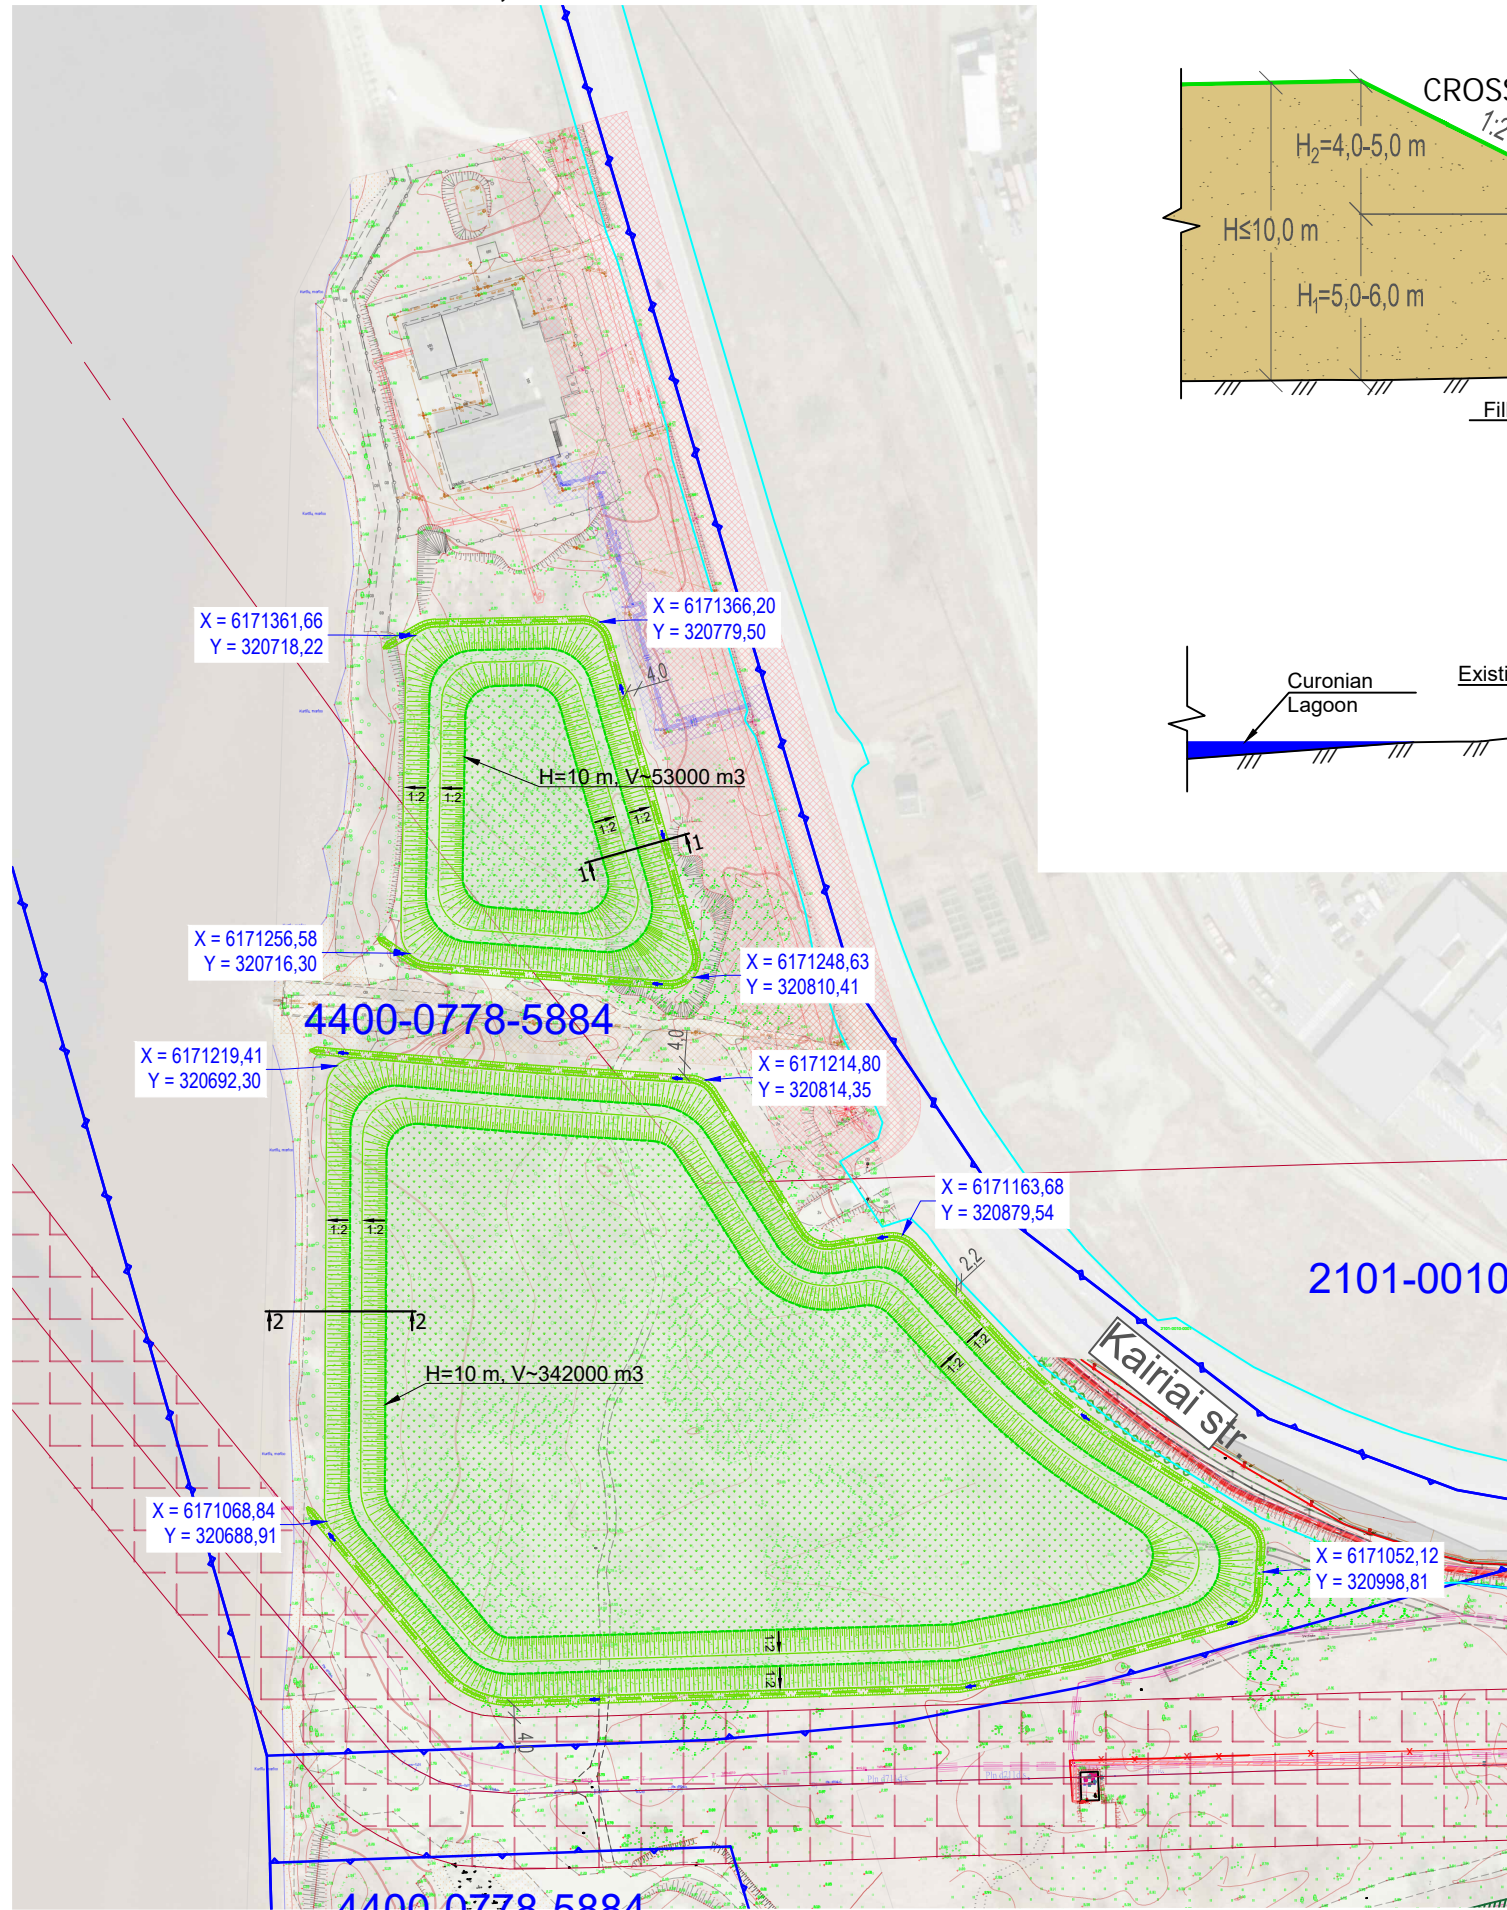 CROSS
1:2
H2=4,0-5,0 m
H≤10,0 m
H1=5,0-6,0 m
Fill
X = 6171361,66
Y = 320718,22
X = 6171366,20
Y = 320779,50
4,0
Curonian
Lagoon
Existi
H=10 m, V~53000 m3
1:2
1:2
1:2
1:2
1
1
X = 6171256,58
Y = 320716,30
X = 6171248,63
Y = 320810,41
4400-0778-5884
4,0
X = 6171219,41
Y = 320692,30
X = 6171214,80
Y = 320814,35
X = 6171163,68
Y = 320879,54
1:2
1:2
2,2
2101-0010
2
2
1:2
1:2
Kairiai str.
H=10 m, V~342000 m3
X = 6171068,84
Y = 320688,91
X = 6171052,12
Y = 320998,81
1:2
1:2
4,0
4400-0778-5884